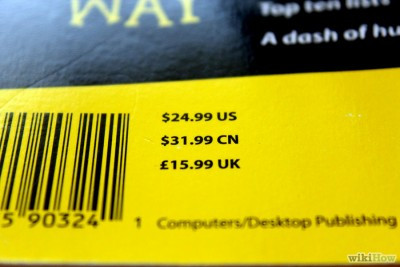 WAY
Top ten lists
A dash of hu
$24.99 US
$31.99 CN
£15.99 UK
5 90324 1
Computers/Desktop Publishing
wikiHow